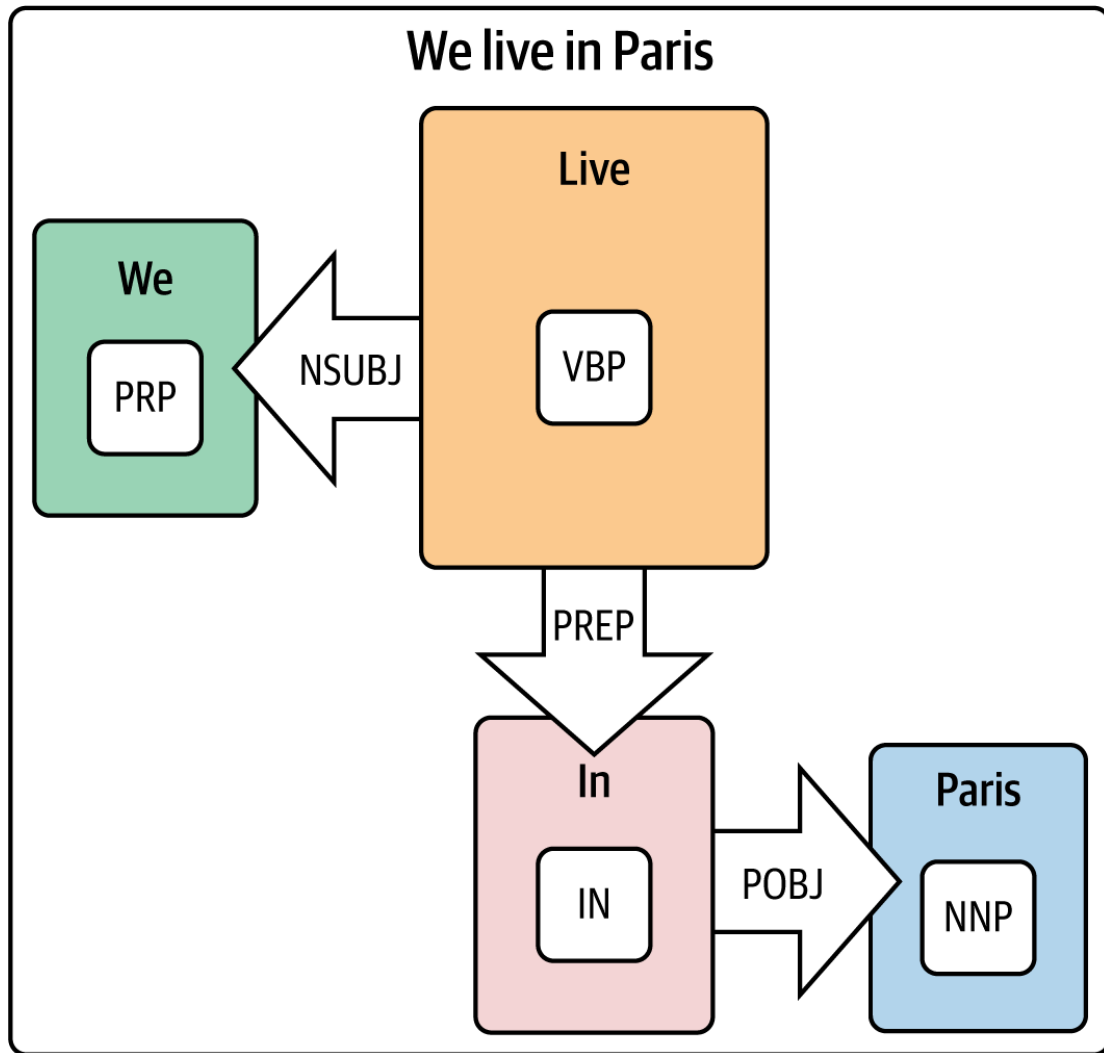 We live in Paris
Live
We
NSUBJ
VBP
PRP
PREP
In
Paris
IN
POBJ
NNP